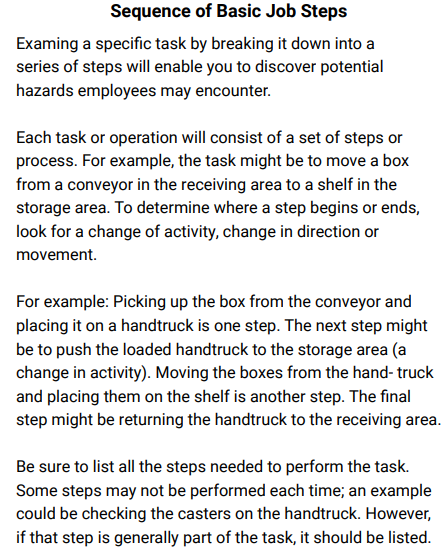 Sequence of Basic Job Steps
Examing a specific task by breaking it down into a
series of steps will enable you to discover potential
hazards employees may encounter.
Each task or operation will consist of a set of steps or
process. For example, the task might be to move a box
from a conveyor in the receiving area to a shelf in the
storage area. To determine where a step begins or ends,
look for a change of activity, change in direction or
movement.
For example: Picking up the box from the conveyor and
placing it on a handtruck is one step. The next step might
be to push the loaded handtruck to the storage area (a
change in activity). Moving the boxes from the hand- truck
and placing them on the shelf is another step. The final
step might be returning the handtruck to the receiving area.
Be sure to list all the steps needed to perform the task.
Some steps may not be performed each time; an example
could be checking the casters on the handtruck. However,
if that step is generally part of the task, it should be listed.